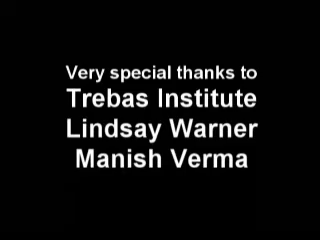 Very special thanks to
Trebas Institute
Lindsay Warner
Manish Verma